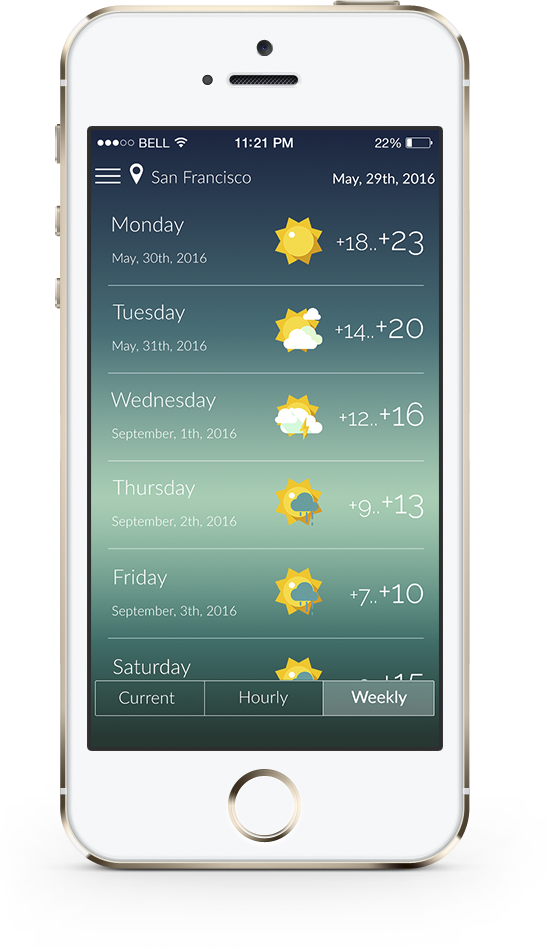 BELL 11:21 PM 22%
San Francisco May, 29th, 2016
Monday
May, 30th, 2016
+18..+23
Tuesday
May, 31th, 2016
+14..+20
Wednesday
September, 1th, 2016
+12..+16
Thursday
September, 2th, 2016
+9..+13
Friday
September, 3th, 2016
+7..+10
Saturday
Current Hourly Weekly